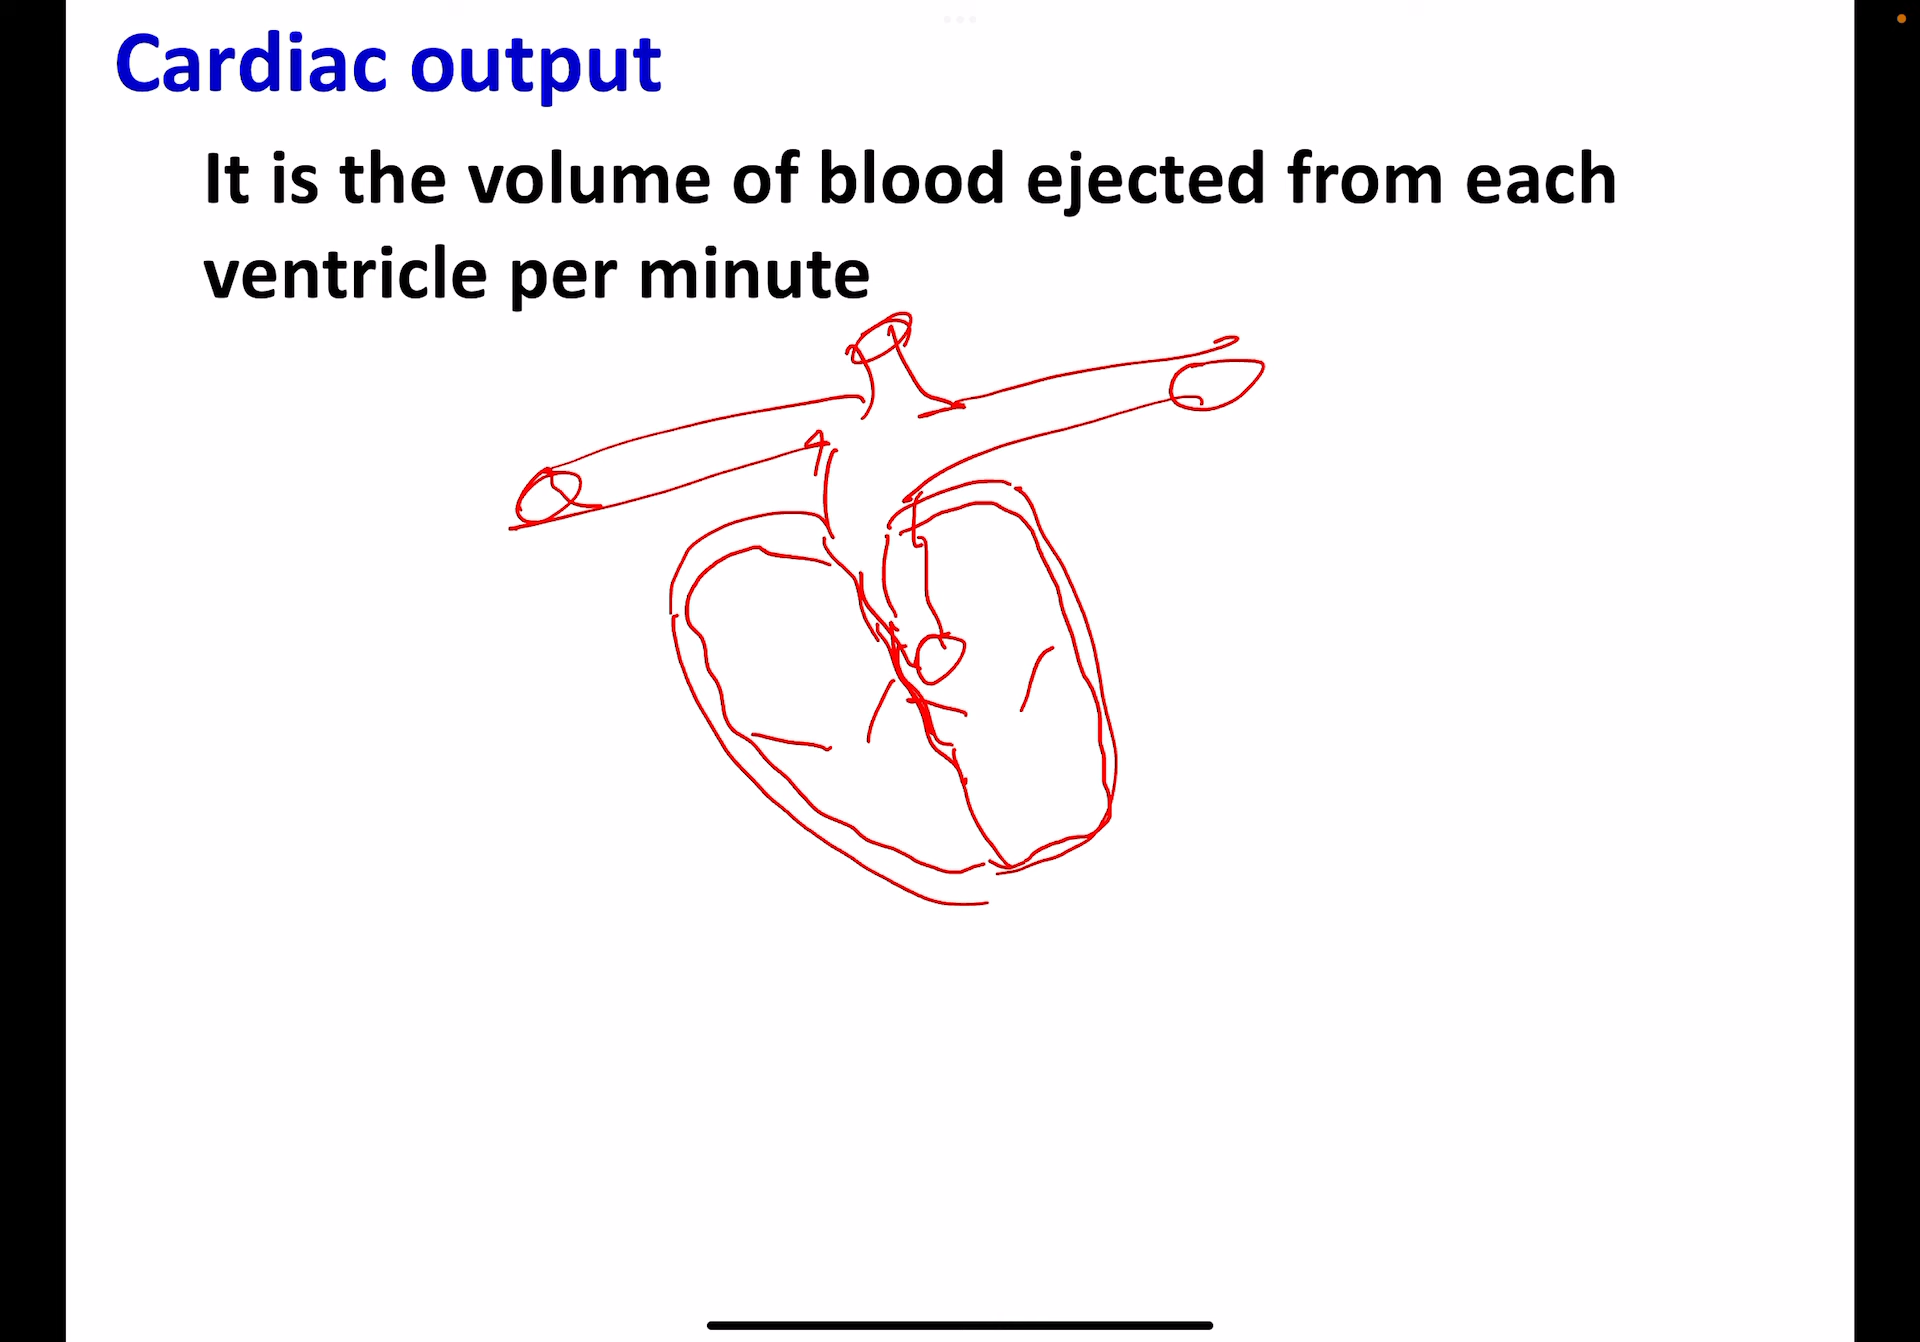 Cardiac output
It is the volume of blood ejected from each
ventricle per minute